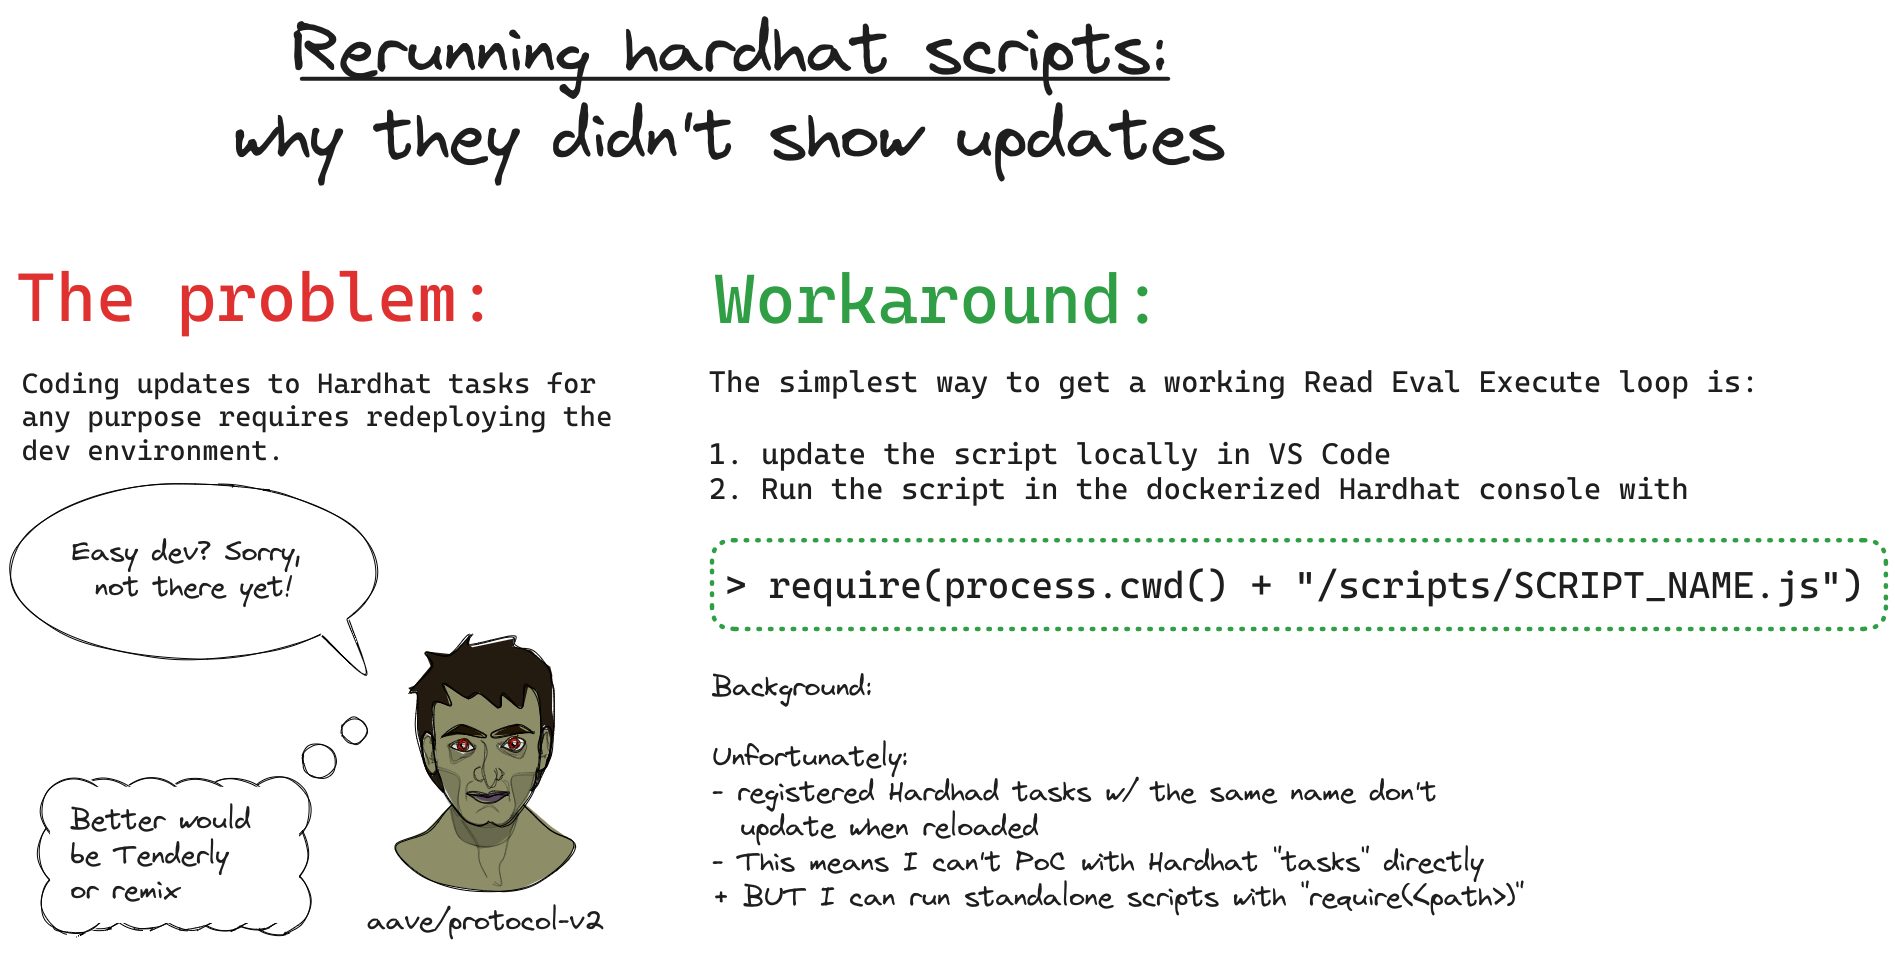 Rerunning hardhat scripts:
why they didn't show updates
The problem:
Coding updates to Hardhat tasks for
any purpose requires redeploying the
dev environment.
Easy dev? Sorry,
not there yet!
Better would
be Tenderly
or remix
aave/protocol-v2
Workaround:
The simplest way to get a working Read Eval Execute loop is:
1. update the script locally in VS Code
2. Run the script in the dockerized Hardhat console with
> require(process.cwd() + "/scripts/SCRIPT_NAME.js")
Background:
Unfortunately:
- registered Hardhad tasks w/ the same name don't
update when reloaded
- This means I can't PoC with Hardhat "tasks" directly
+ BUT I can run standalone scripts with "require(<path>)"